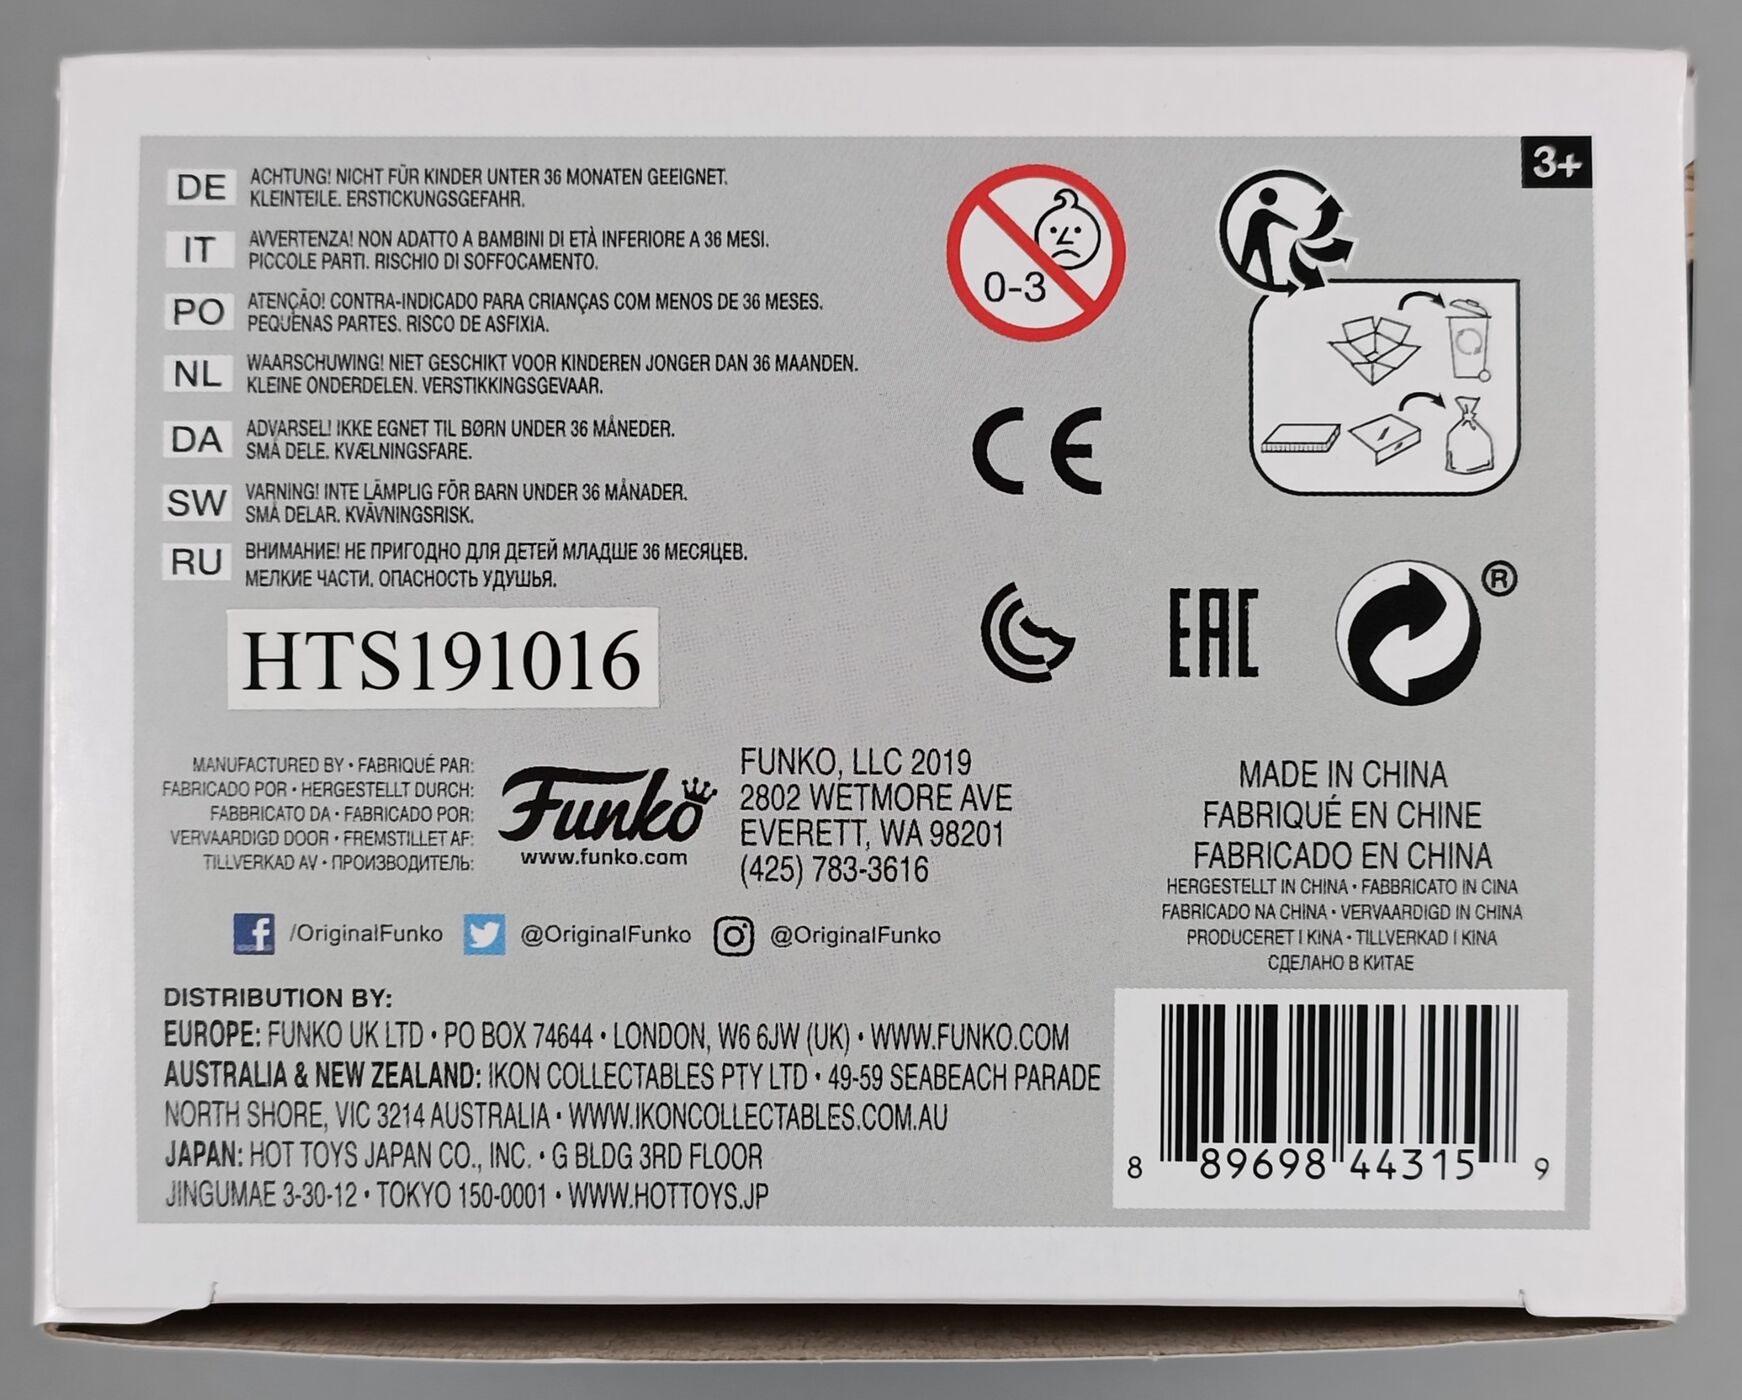 3+
DE
ACHTUNG! NICHT FÜR KINDER UNTER 36 MONATEN GEEIGNET.
KLEINTEILE. ERSTICKUNGSGEFAHR.
IT
AVVERTENZA! NON ADATTO A BAMBINI DI ETÀ INFERIORE A 36 MESI.
PICCOLE PARTI. RISCHIO DI SOFFOCAMENTO.
PO
ATENÇÃO! CONTRA-INDICADO PARA CRIANÇAS COM MENOS DE 36 MESES.
PEQUENAS PARTES. RISCO DE ASFIXIA.
NL
WAARSCHUWING! NIET GESCHIKT VOOR KINDEREN JONGER DAN 36 MAANDEN.
KLEINE ONDERDELEN. VERSTIKKINGSGEVAAR.
DA
ADVARSEL! IKKE EGNET TIL BØRN UNDER 36 MÅNEDER.
SMÅ DELE. KVÆLNINGSFARE.
SW
VARNING! INTE LÄMPLIG FÖR BARN UNDER 36 MÅNADER.
SMÅ DELAR. KVÄVNINGSRISK.
RU
ВНИМАНИЕ! НЕ ПРИГОДНО ДЛЯ ДЕТЕЙ МЛАДШЕ 36 МЕСЯЦЕВ.
МЕЛКИЕ ЧАСТИ. ОПАСНОСТЬ УДУШЬЯ.
0-3
CE
EAC
®
HTS191016
MANUFACTURED BY • FABRIQUÉ PAR:
FABRICADO POR • HERGESTELLT DURCH:
FABBRICATO DA • FABRICADO POR:
VERVAARDIGD DOOR • FREMSTILLET AF:
TILLVERKAD AV • ПРОИЗВОДИТЕЛЬ:
Funko
www.funko.com
FUNKO, LLC 2019
2802 WETMORE AVE
EVERETT, WA 98201
(425) 783-3616
MADE IN CHINA
FABRIQUÉ EN CHINE
FABRICADO EN CHINA
HERGESTELLT IN CHINA • FABBRICATO IN CINA
FABRICADO NA CHINA • VERVAARDIGD IN CHINA
PRODUCERET I KINA • TILLVERKAD I KINA
СДЕЛАНО В КИТАЕ
f /OriginalFunko @OriginalFunko @OriginalFunko
DISTRIBUTION BY:
EUROPE: FUNKO UK LTD • PO BOX 74644 • LONDON, W6 6JW (UK) • WWW.FUNKO.COM
AUSTRALIA & NEW ZEALAND: IKON COLLECTABLES PTY LTD • 49-59 SEABEACH PARADE
NORTH SHORE, VIC 3214 AUSTRALIA • WWW.IKONCOLLECTABLES.COM.AU
JAPAN: HOT TOYS JAPAN CO., INC. • G BLDG 3RD FLOOR
JINGUMAE 3-30-12 • TOKYO 150-0001 • WWW.HOTTOYS.JP
8 89698 44315 9